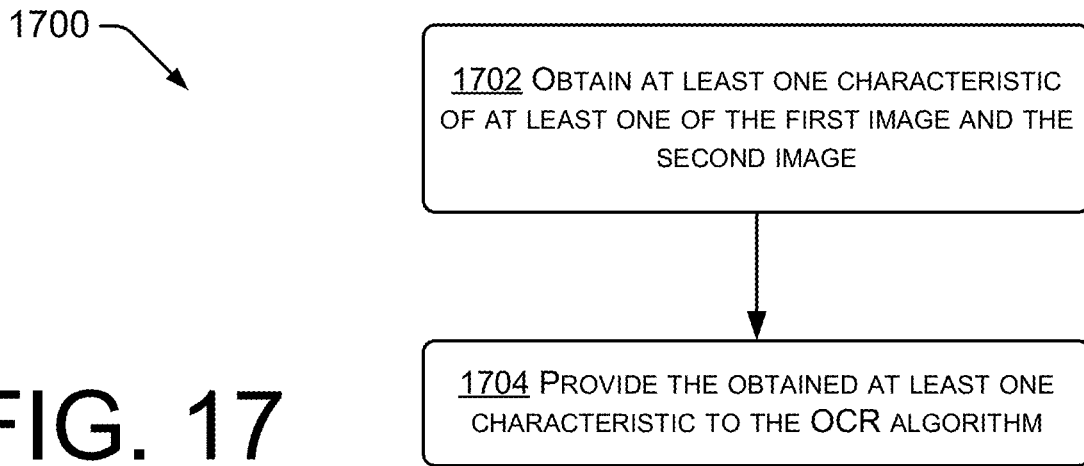 1700
1702 OBTAIN AT LEAST ONE CHARACTERISTIC
OF AT LEAST ONE OF THE FIRST IMAGE AND THE
SECOND IMAGE
1704 PROVIDE THE OBTAINED AT LEAST ONE
CHARACTERISTIC TO THE OCR ALGORITHM
FIG. 17